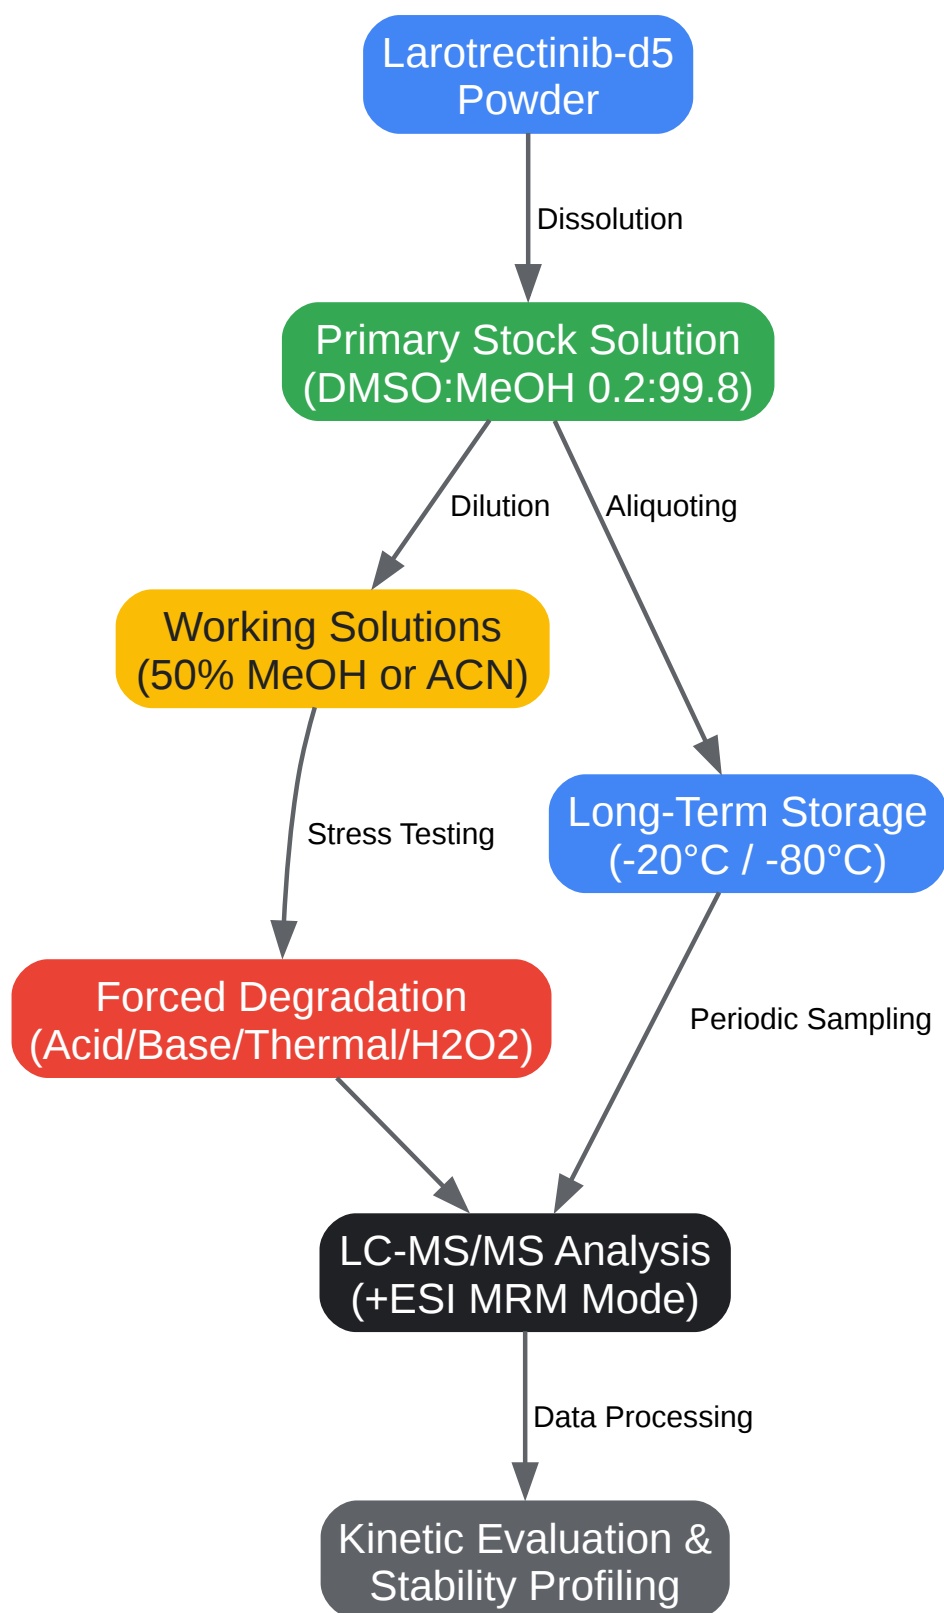 Larotrectinib-d5
Powder
Dissolution
Primary Stock Solution
(DMSO:MeOH 0.2:99.8)
Dilution
Aliquoting
Working Solutions
(50% MeOH or ACN)
Long-Term Storage
(-20°C / -80°C)
Stress Testing
Forced Degradation
(Acid/Base/Thermal/H2O2)
Periodic Sampling
LC-MS/MS Analysis
(+ESI MRM Mode)
Data Processing
Kinetic Evaluation &
Stability Profiling